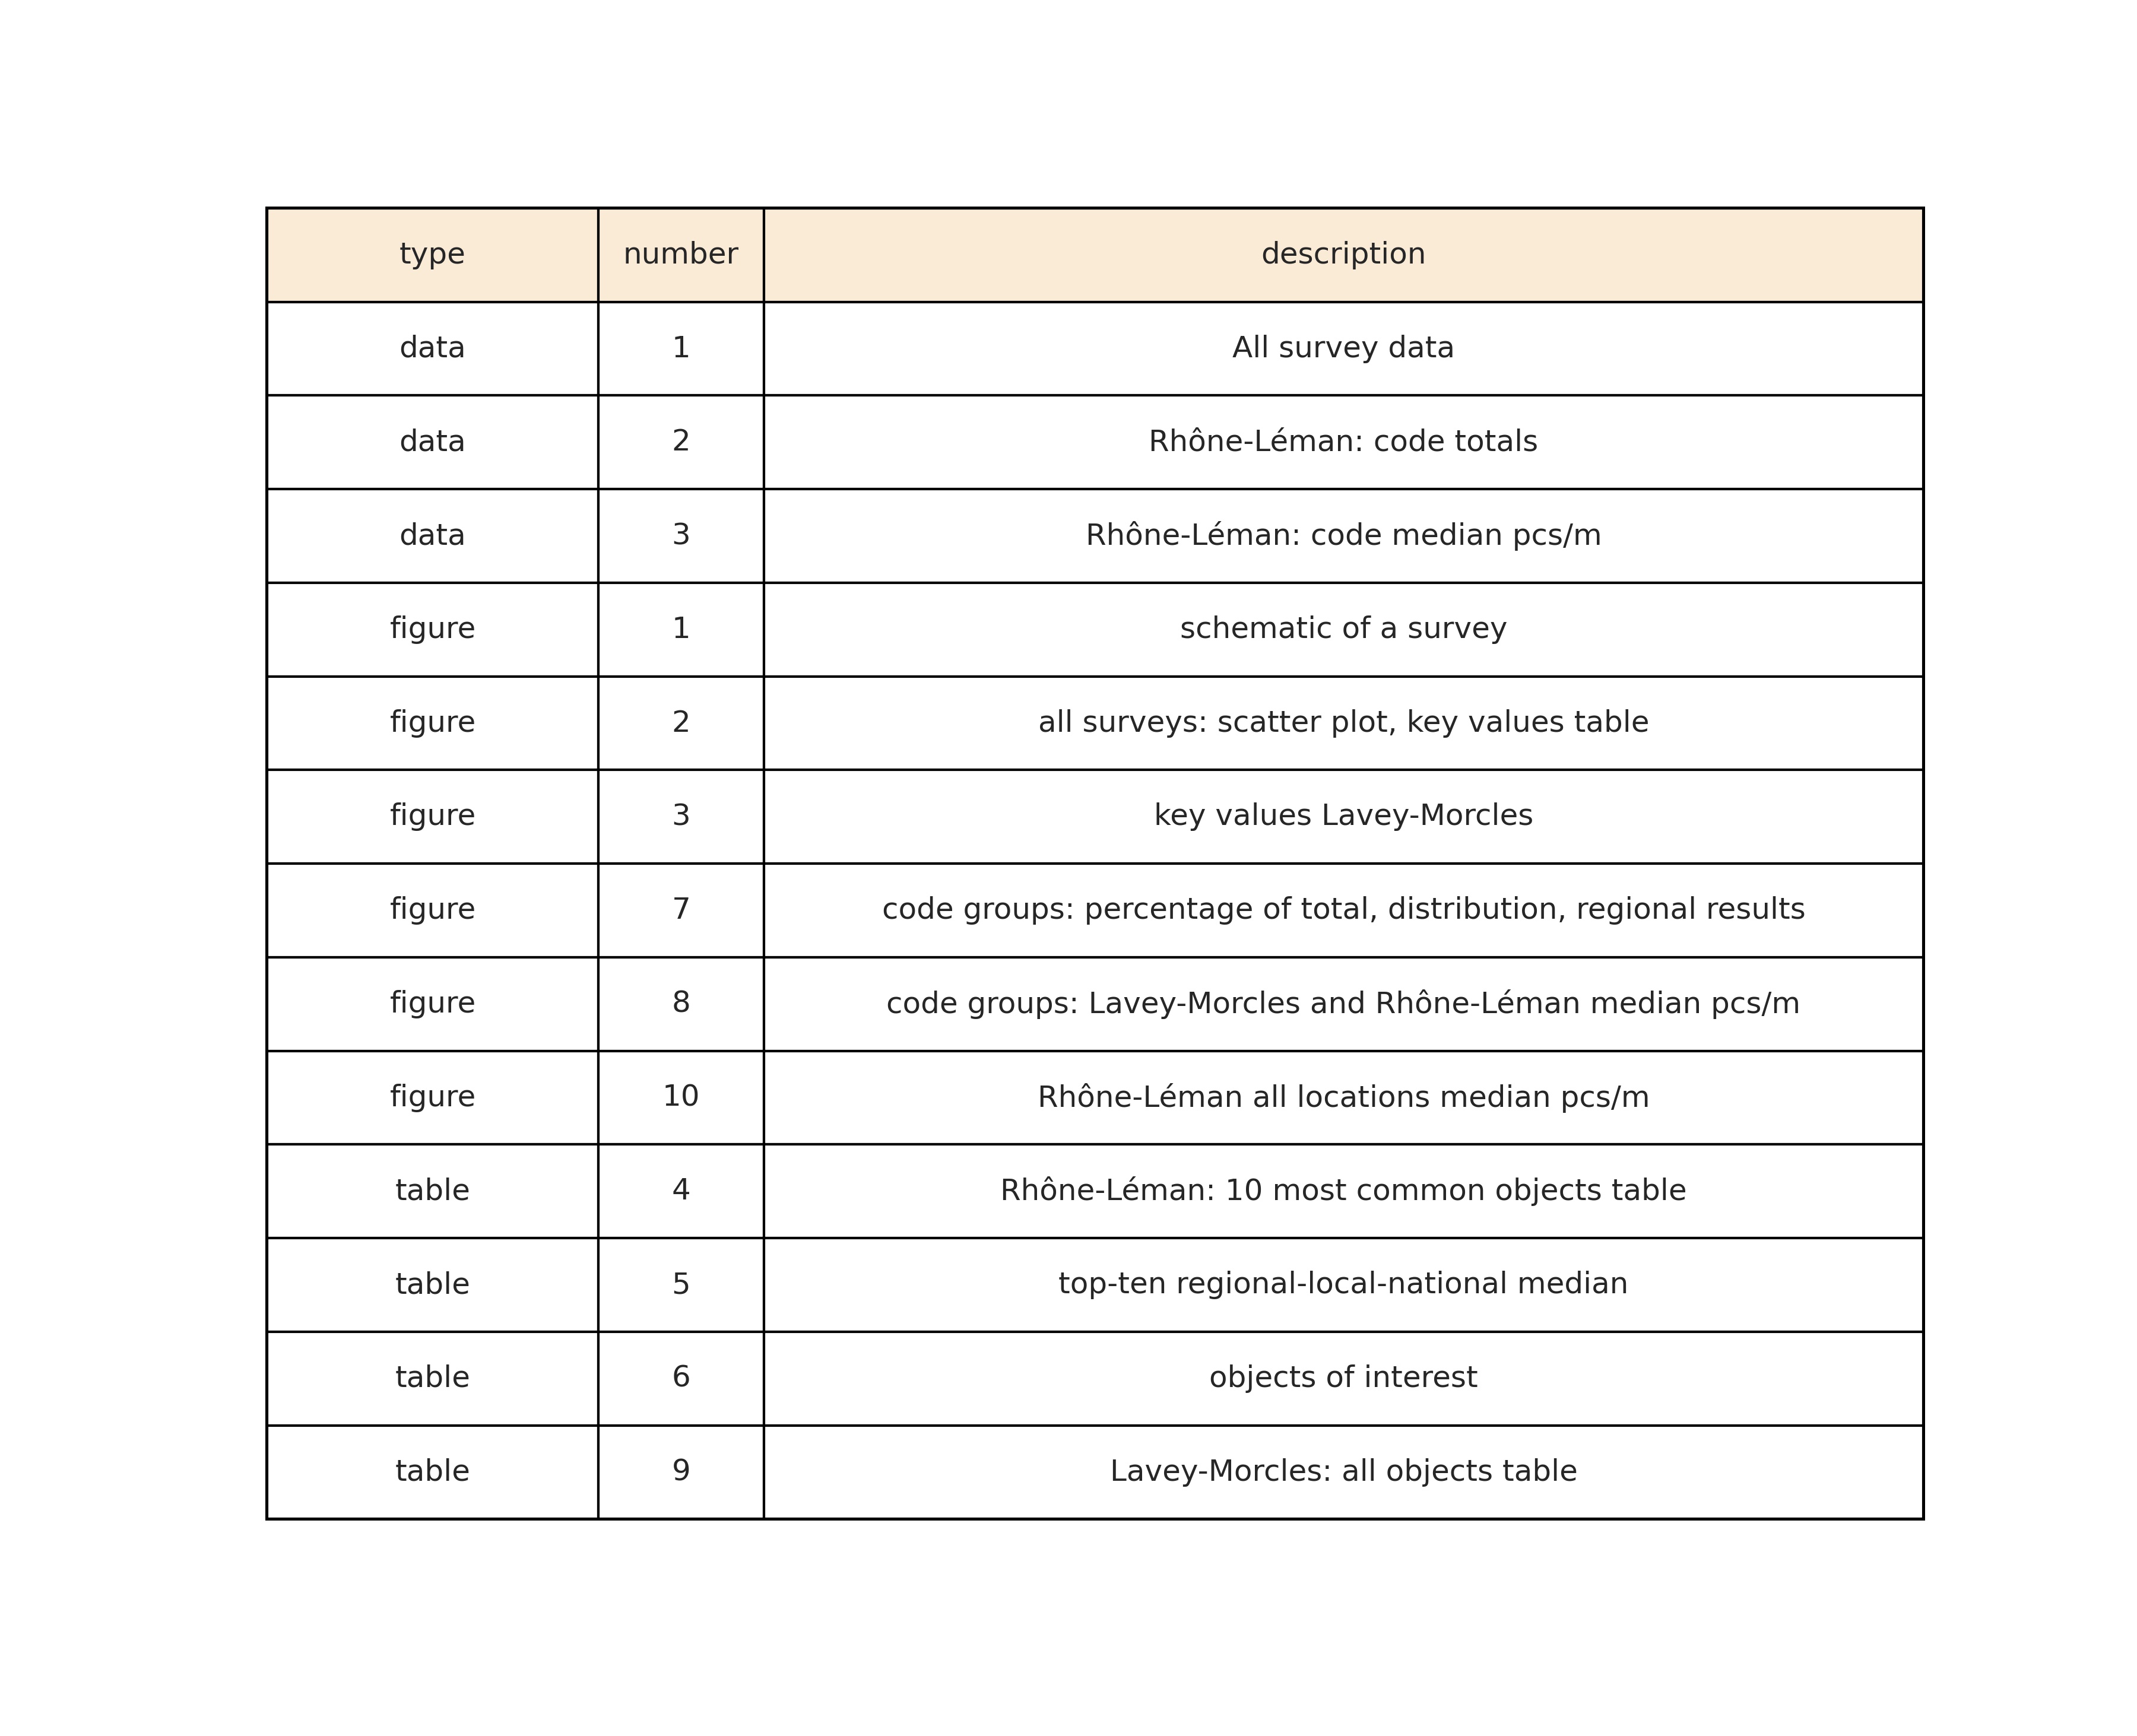 type number description
data 1 All survey data
data 2 Rhône-Léman: code totals
data 3 Rhône-Léman: code median pcs/m
figure 1 schematic of a survey
figure 2 all surveys: scatter plot, key values table
figure 3 key values Lavey-Morcles
figure 7 code groups: percentage of total, distribution, regional results
figure 8 code groups: Lavey-Morcles and Rhône-Léman median pcs/m
figure 10 Rhône-Léman all locations median pcs/m
table 4 Rhône-Léman: 10 most common objects table
table 5 top-ten regional-local-national median
table 6 objects of interest
table 9 Lavey-Morcles: all objects table